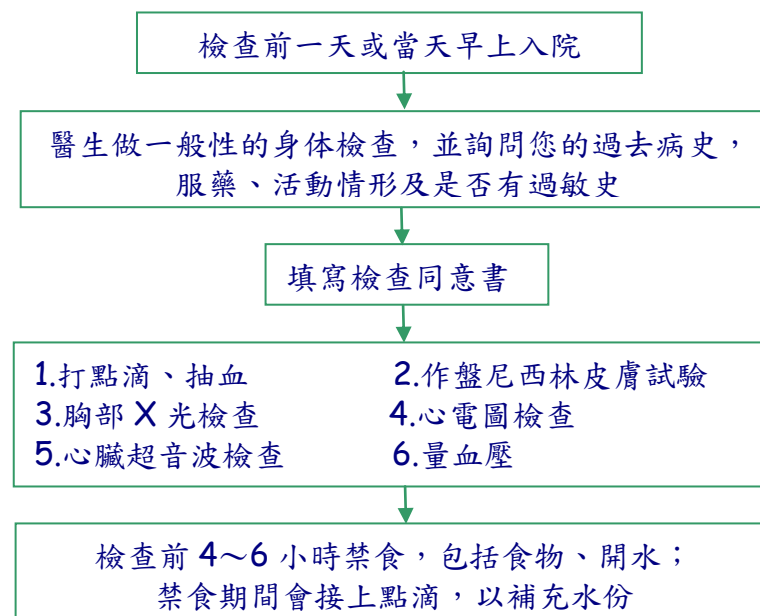 檢查前一天或當天早上入院
醫生做一般性的身体檢查，並詢問您的過去病史，
服藥、活動情形及是否有過敏史
填寫檢查同意書
1.打點滴、抽血 2.作盤尼西林皮膚試驗
3.胸部 X 光檢查 4.心電圖檢查
5.心臟超音波檢查 6.量血壓
檢查前 4～6 小時禁食，包括食物、開水；
禁食期間會接上點滴，以補充水份